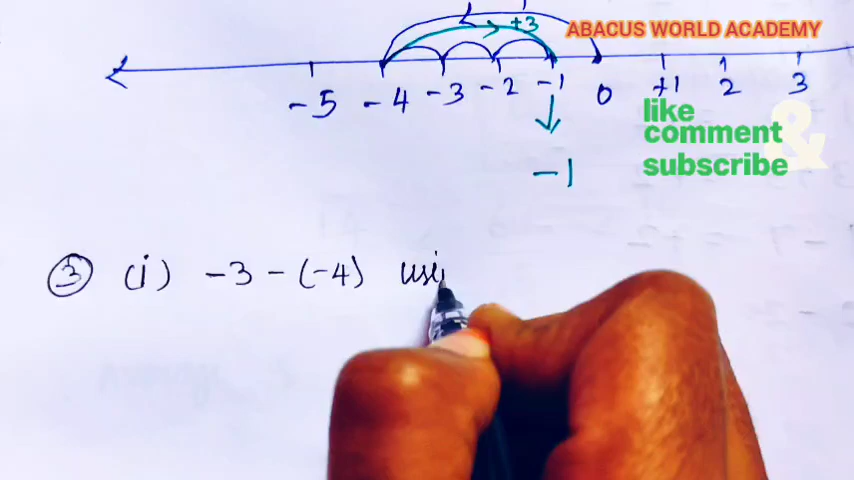 +3
ABACUS WORLD ACADEMY
-5 -4 -3 -2 -1 0 +1 2 3
like
comment &
subscribe
-1
③ (i) -3 - (-4) usi